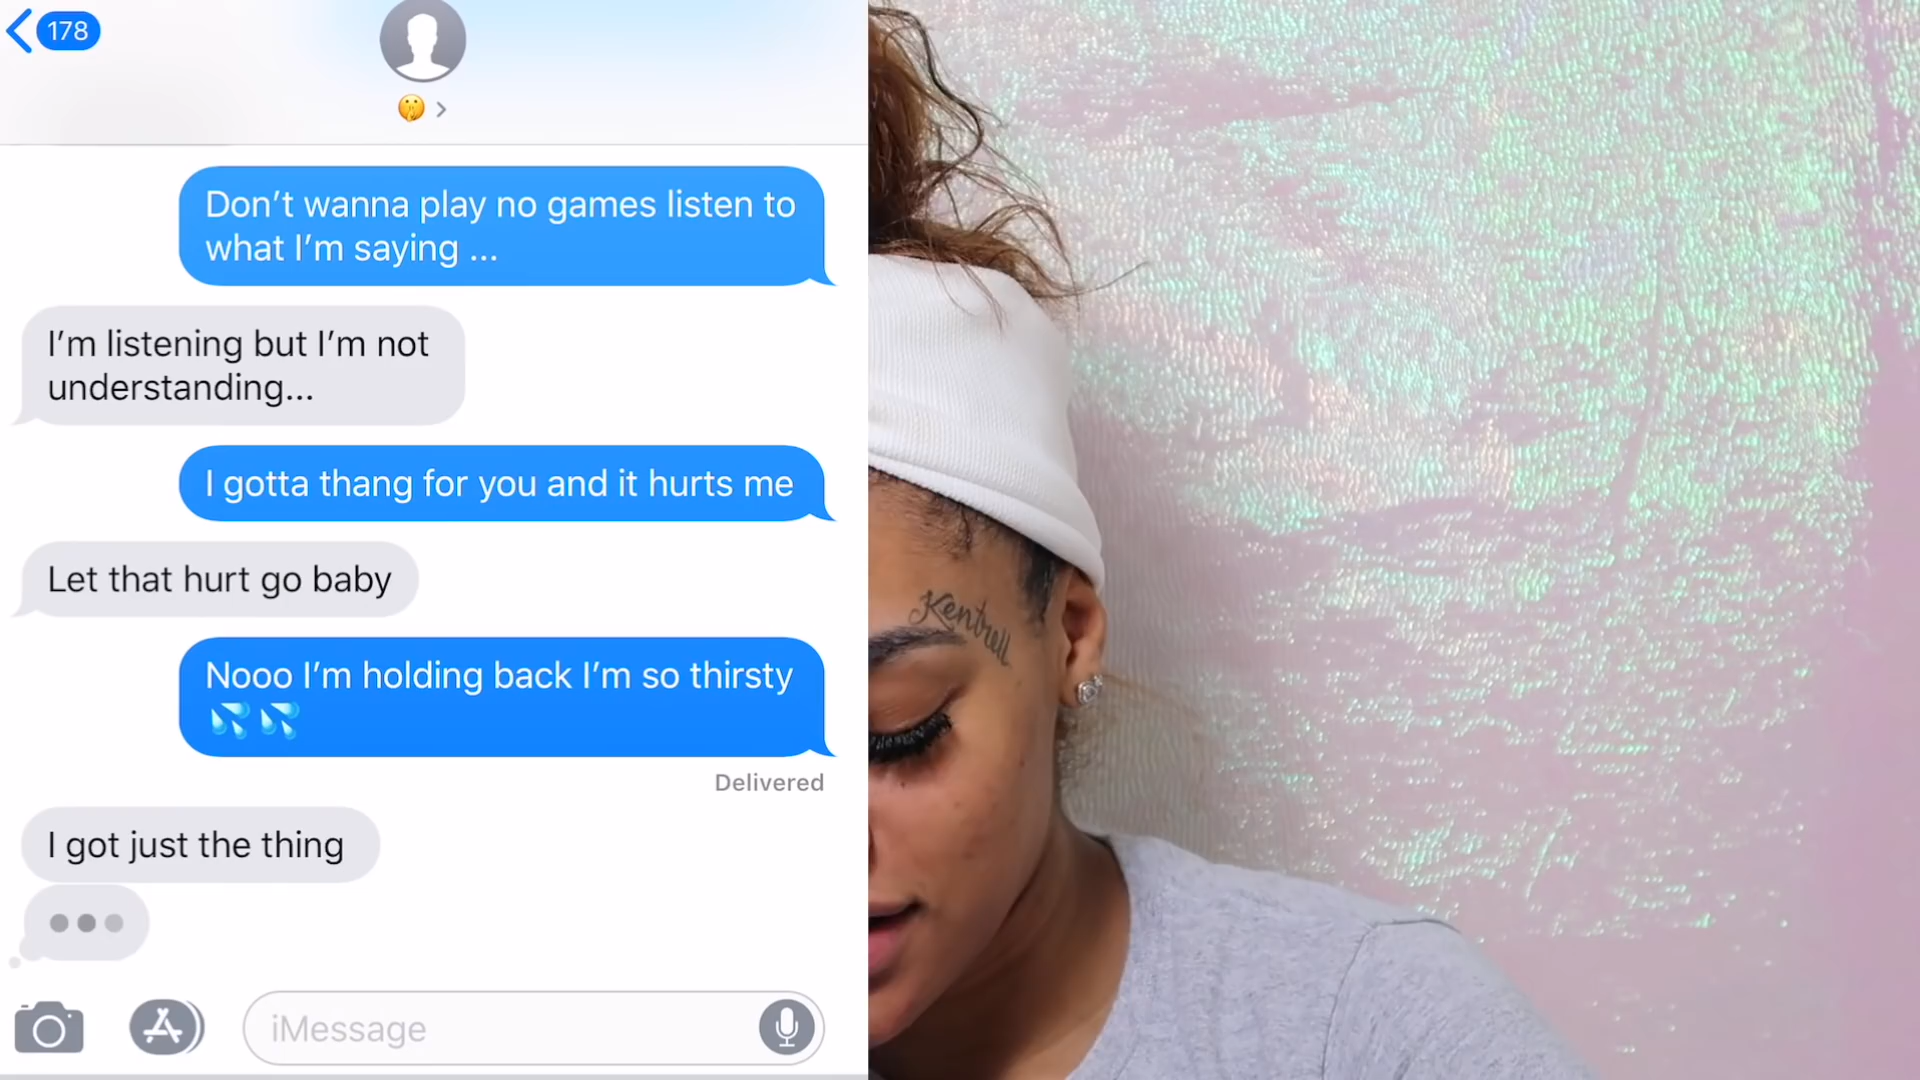 178
Don’t wanna play no games listen to
what I’m saying ...
I’m listening but I’m not
understanding...
I gotta thang for you and it hurts me
Let that hurt go baby
Nooo I’m holding back I’m so thirsty
💦💦
Delivered
I got just the thing
iMessage
Kentrell